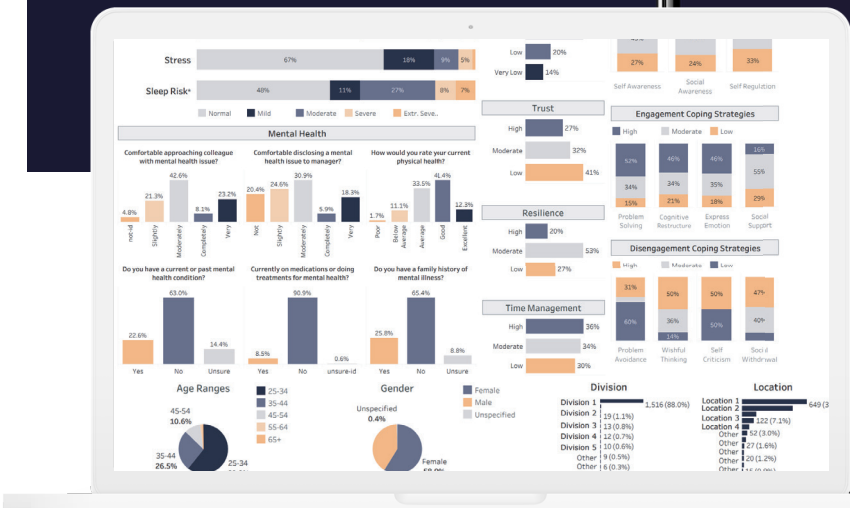 Stress
67%
18%
9%
5%
Sleep Risk*
40%
11%
27%
8%
7%
Normal
Mild
Moderate
Severe
Extr. Seve..
Mental Health
Comfortable approaching colleague
with mental health issue?
4.8%
21.3%
42.6%
8.1%
23.2%
not-id
Slightly
Moderately
Completely
Very
Comfortable disclosing a mental
health issue to manager?
20.4%
24.6%
30.9%
5.9%
18.3%
Not
Slightly
Moderately
Completely
Very
How would you rate your current
physical health?
1.7%
11.1%
33.5%
41.4%
12.3%
Poor
Below
Average
Average
Good
Excellent
Do you have a current or past mental
health condition?
22.6%
63.0%
14.4%
Yes
No
Unsure
Currently on medications or doing
treatments for mental health?
8.5%
90.9%
0.6%
Yes
No
unsure-id
Do you have a family history of
mental illness?
25.8%
65.4%
8.8%
Yes
No
Unsure
Age Ranges
45-54
10.6%
35-44
26.5%
25-34
25-34
35-44
45-54
55-64
65+
Gender
Unspecified
0.4%
Female
Female
Male
Unspecified
Low
20%
Very Low
14%
Trust
High
27%
Moderate
32%
Low
41%
Resilience
High
20%
Moderate
53%
Low
27%
Time Management
High
36%
Moderate
34%
Low
30%
27%
24%
33%
Self Awareness
Social
Awareness
Self Regulation
Engagement Coping Strategies
High
Moderate
Low
52%
46%
46%
16%
34%
34%
35%
55%
15%
21%
18%
29%
Problem
Solving
Cognitive
Restructure
Express
Emotion
Social
Support
Disengagement Coping Strategies
High
Moderate
Low
31%
50%
50%
47%
60%
36%
14%
50%
40%
Problem
Avoidance
Wishful
Thinking
Self
Criticism
Social
Withdrawal
Division
Division 1
1,516 (88.0%)
Division 2
19 (1.1%)
Division 3
13 (0.8%)
Division 4
12 (0.7%)
Division 5
10 (0.6%)
Other
9 (0.5%)
Other
6 (0.3%)
Location
Location 1
649 (3
Location 2
Location 3
122 (7.1%)
Location 4
Other
52 (3.0%)
Other
27 (1.6%)
Other
Other
20 (1.2%)
Other